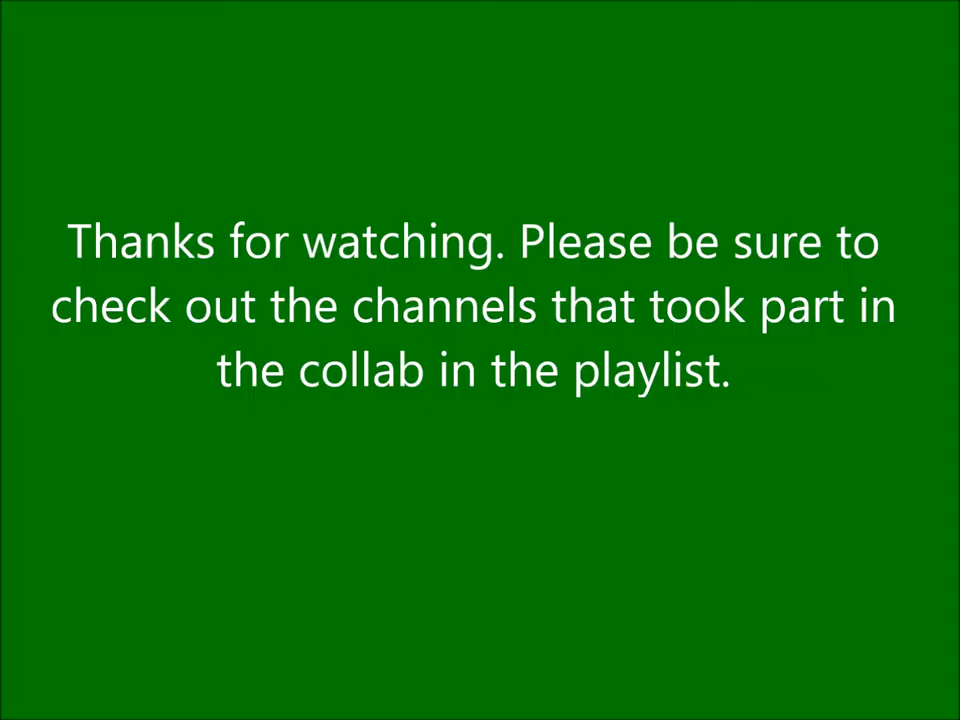 Thanks for watching. Please be sure to
check out the channels that took part in
the collab in the playlist.